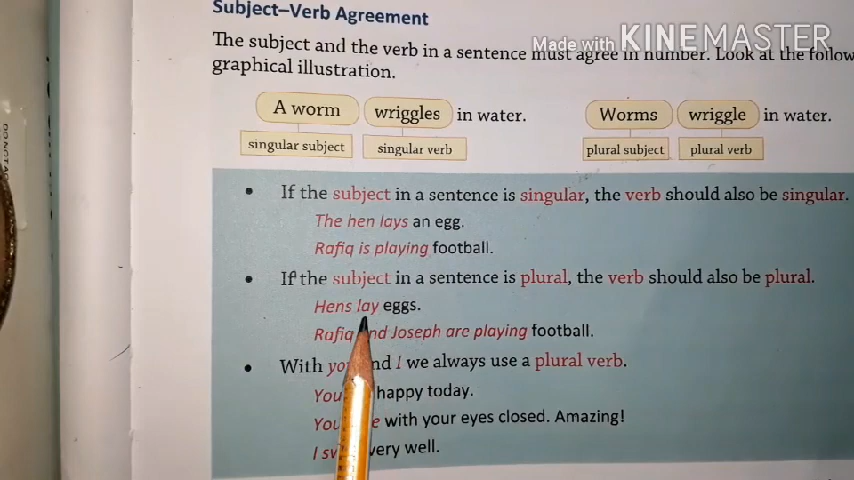 Subject–Verb Agreement
Made with KINEMASTER
The subject and the verb in a sentence must agree in number. Look at the follow
graphical illustration.
A worm wriggles in water. Worms wriggle in water.
singular subject singular verb plural subject plural verb
• If the subject in a sentence is singular, the verb should also be singular.
The hen lays an egg.
Rafiq is playing football.
• If the subject in a sentence is plural, the verb should also be plural.
Hens lay eggs.
Rafiq and Joseph are playing football.
• With you and I we always use a plural verb.
You happy today.
You with your eyes closed. Amazing!
I very well.